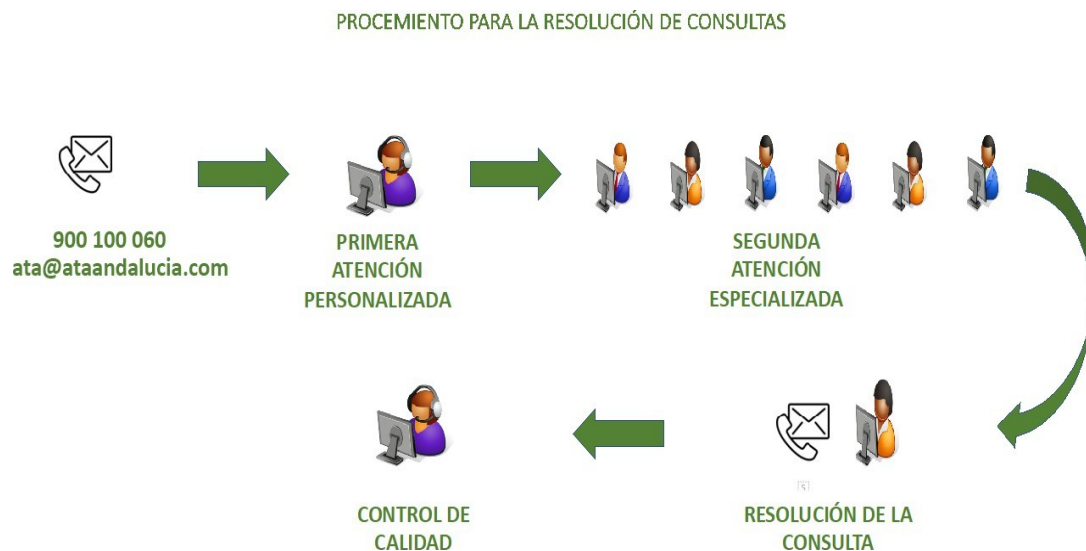 PROCEMIENTO PARA LA RESOLUCIÓN DE CONSULTAS
900 100 060
ata@ataandalucia.com
PRIMERA
ATENCIÓN
PERSONALIZADA
SEGUNDA
ATENCIÓN
ESPECIALIZADA
CONTROL DE
CALIDAD
RESOLUCIÓN DE LA
CONSULTA